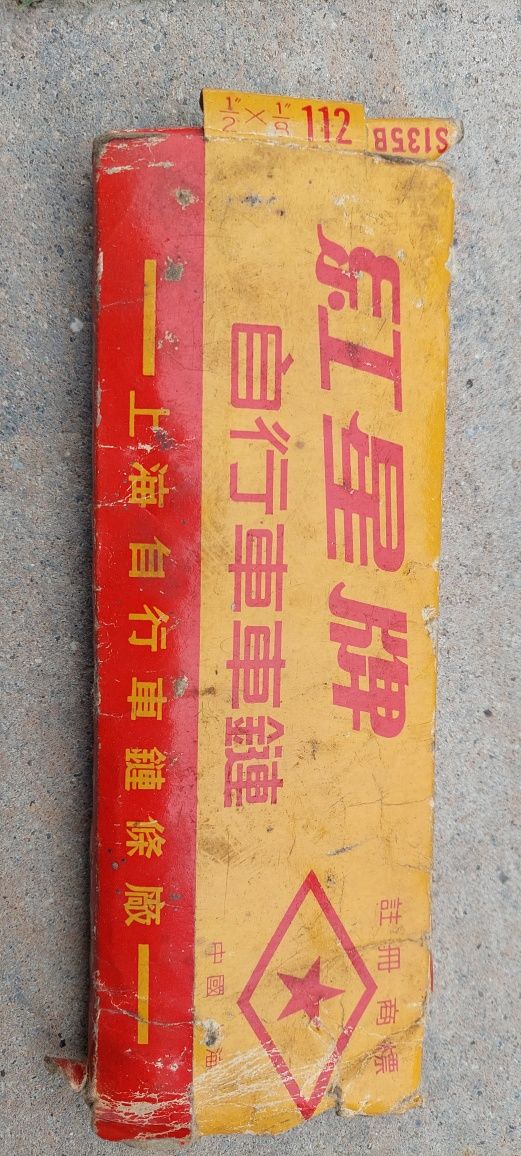 1/2" × 1/8" 112
S135B
紅星牌
自行車車鏈
註冊商標
中國 海
上海自行車鏈條廠